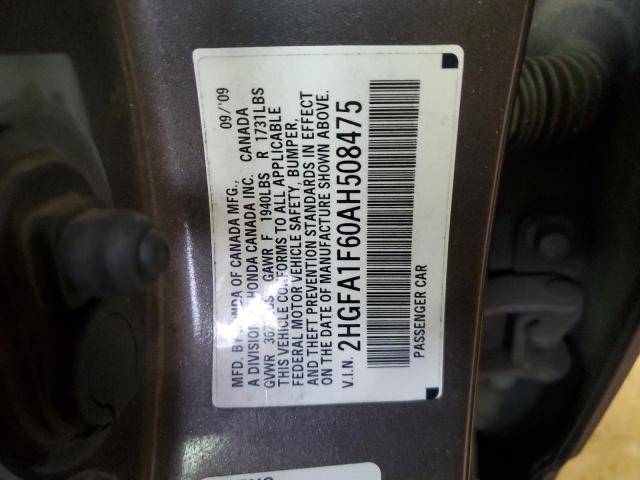 MFD. BY HONDA OF CANADA MFG., 09/'09
A DIVISION HONDA CANADA INC. CANADA
GVWR GAWR F 1940LBS R 1731LBS
THIS VEHICLE CONFORMS TO ALL APPLICABLE
FEDERAL MOTOR VEHICLE SAFETY, BUMPER,
AND THEFT PREVENTION STANDARDS IN EFFECT
ON THE DATE OF MANUFACTURE SHOWN ABOVE.
V.I.N. 2HGFA1F60AH508475
PASSENGER CAR